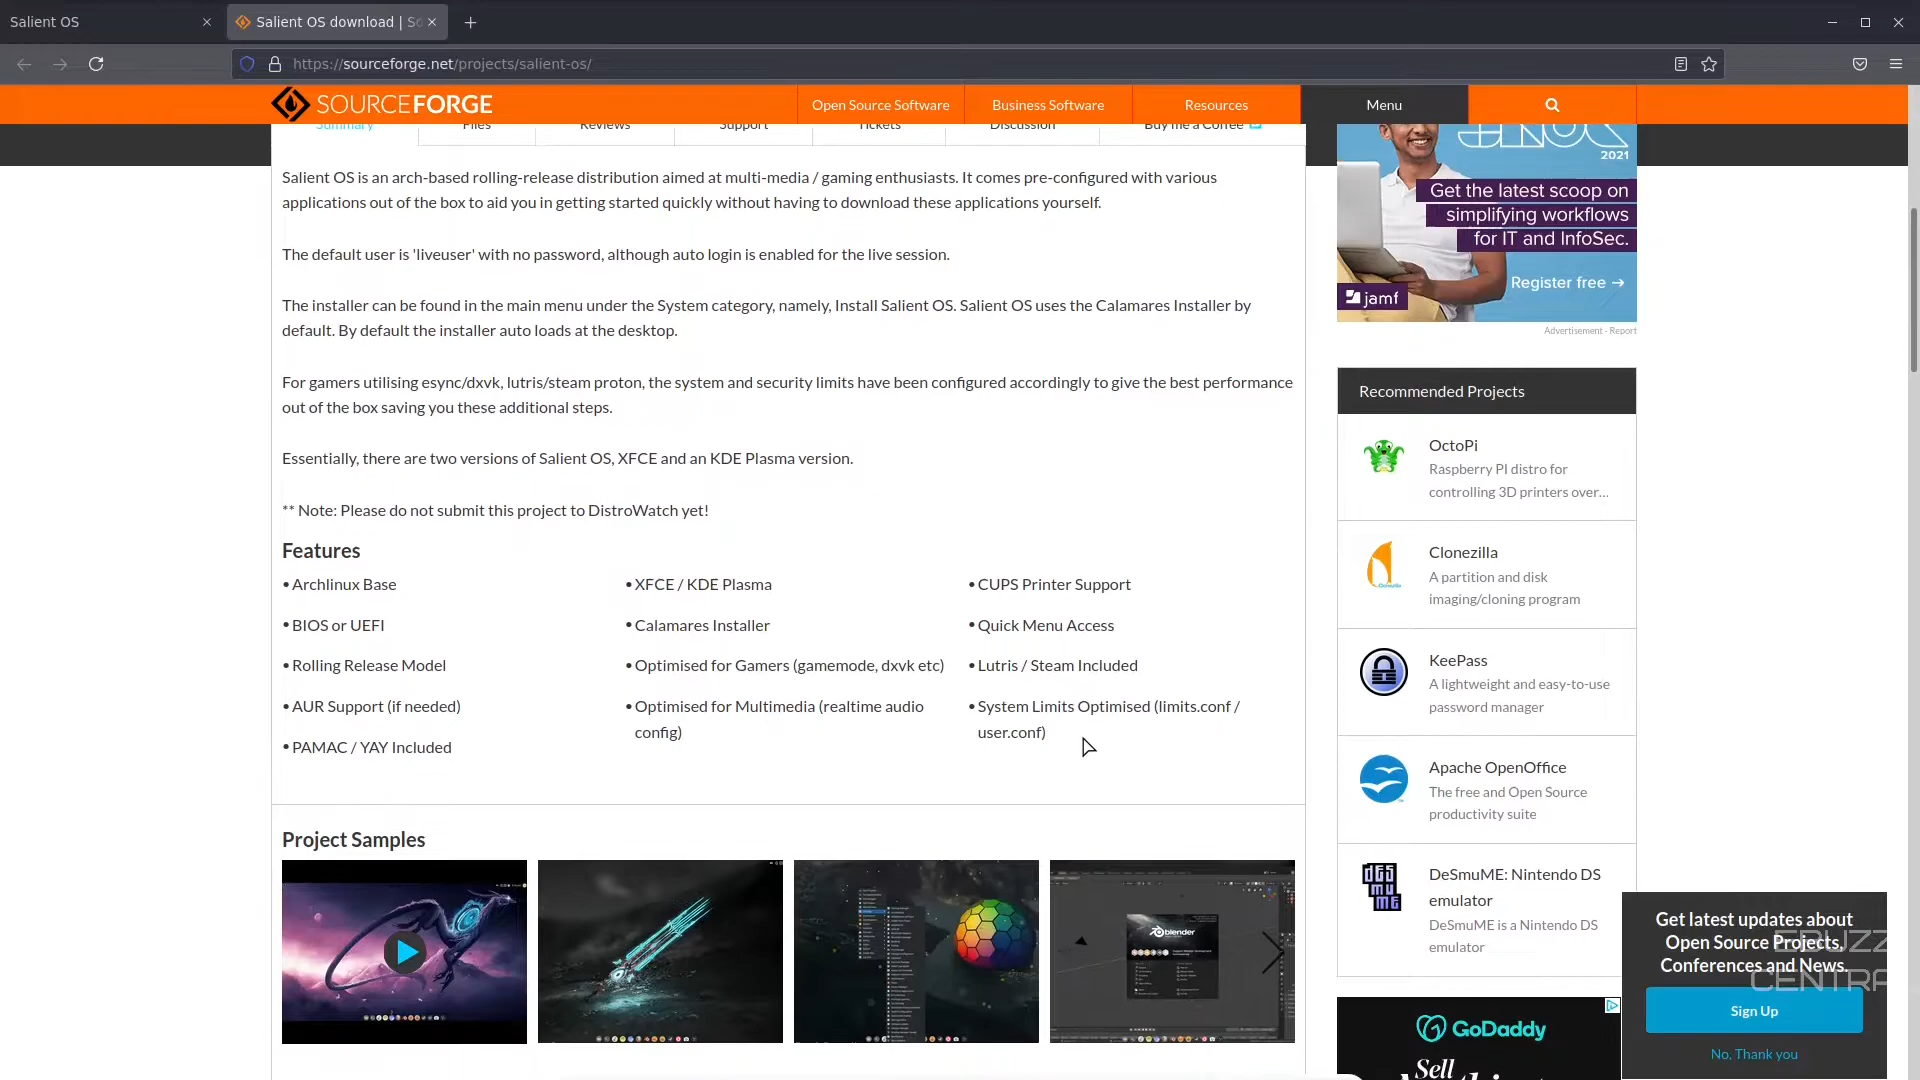 Salient OS
Salient OS download | So
https://sourceforge.net/projects/salient-os/
SOURCEFORGE
Open Source Software
Business Software
Resources
Menu
Summary
Files
Reviews
Support
Tickets
Discussion
Buy me a Coffee
Salient OS is an arch-based rolling-release distribution aimed at multi-media / gaming enthusiasts. It comes pre-configured with various
applications out of the box to aid you in getting started quickly without having to download these applications yourself.
The default user is 'liveuser' with no password, although auto login is enabled for the live session.
The installer can be found in the main menu under the System category, namely, Install Salient OS. Salient OS uses the Calamares Installer by
default. By default the installer auto loads at the desktop.
For gamers utilising esync/dxvk, lutris/steam proton, the system and security limits have been configured accordingly to give the best performance
out of the box saving you these additional steps.
Essentially, there are two versions of Salient OS, XFCE and an KDE Plasma version.
** Note: Please do not submit this project to DistroWatch yet!
Features
• Archlinux Base
• BIOS or UEFI
• Rolling Release Model
• AUR Support (if needed)
• PAMAC / YAY Included
• XFCE / KDE Plasma
• Calamares Installer
• Optimised for Gamers (gamemode, dxvk etc)
• Optimised for Multimedia (realtime audio
config)
• CUPS Printer Support
• Quick Menu Access
• Lutris / Steam Included
• System Limits Optimised (limits.conf /
user.conf)
Project Samples
blender
2021
Get the latest scoop on
simplifying workflows
for IT and InfoSec.
Register free →
jamf
Advertisement - Report
Recommended Projects
OctoPi
Raspberry PI distro for
controlling 3D printers over...
Clonezilla
A partition and disk
imaging/cloning program
KeePass
A lightweight and easy-to-use
password manager
Apache OpenOffice
The free and Open Source
productivity suite
DeSmuME: Nintendo DS
emulator
DeSmuME is a Nintendo DS
emulator
GoDaddy
Sell
Get latest updates about
Open Source Projects,
Conferences and News.
Sign Up
No, Thank you
EBUZZ
CENTRA